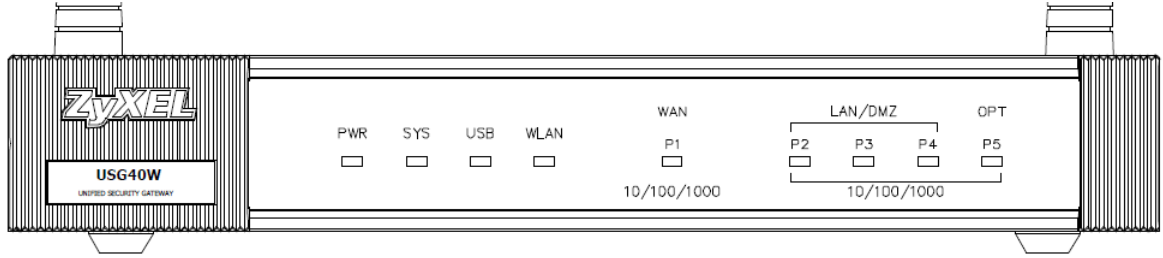 ZyXEL
USG40W
UNIFIED SECURITY GATEWAY
PWR SYS USB WLAN
WAN
P1
10/100/1000
LAN/DMZ OPT
P2 P3 P4 P5
10/100/1000